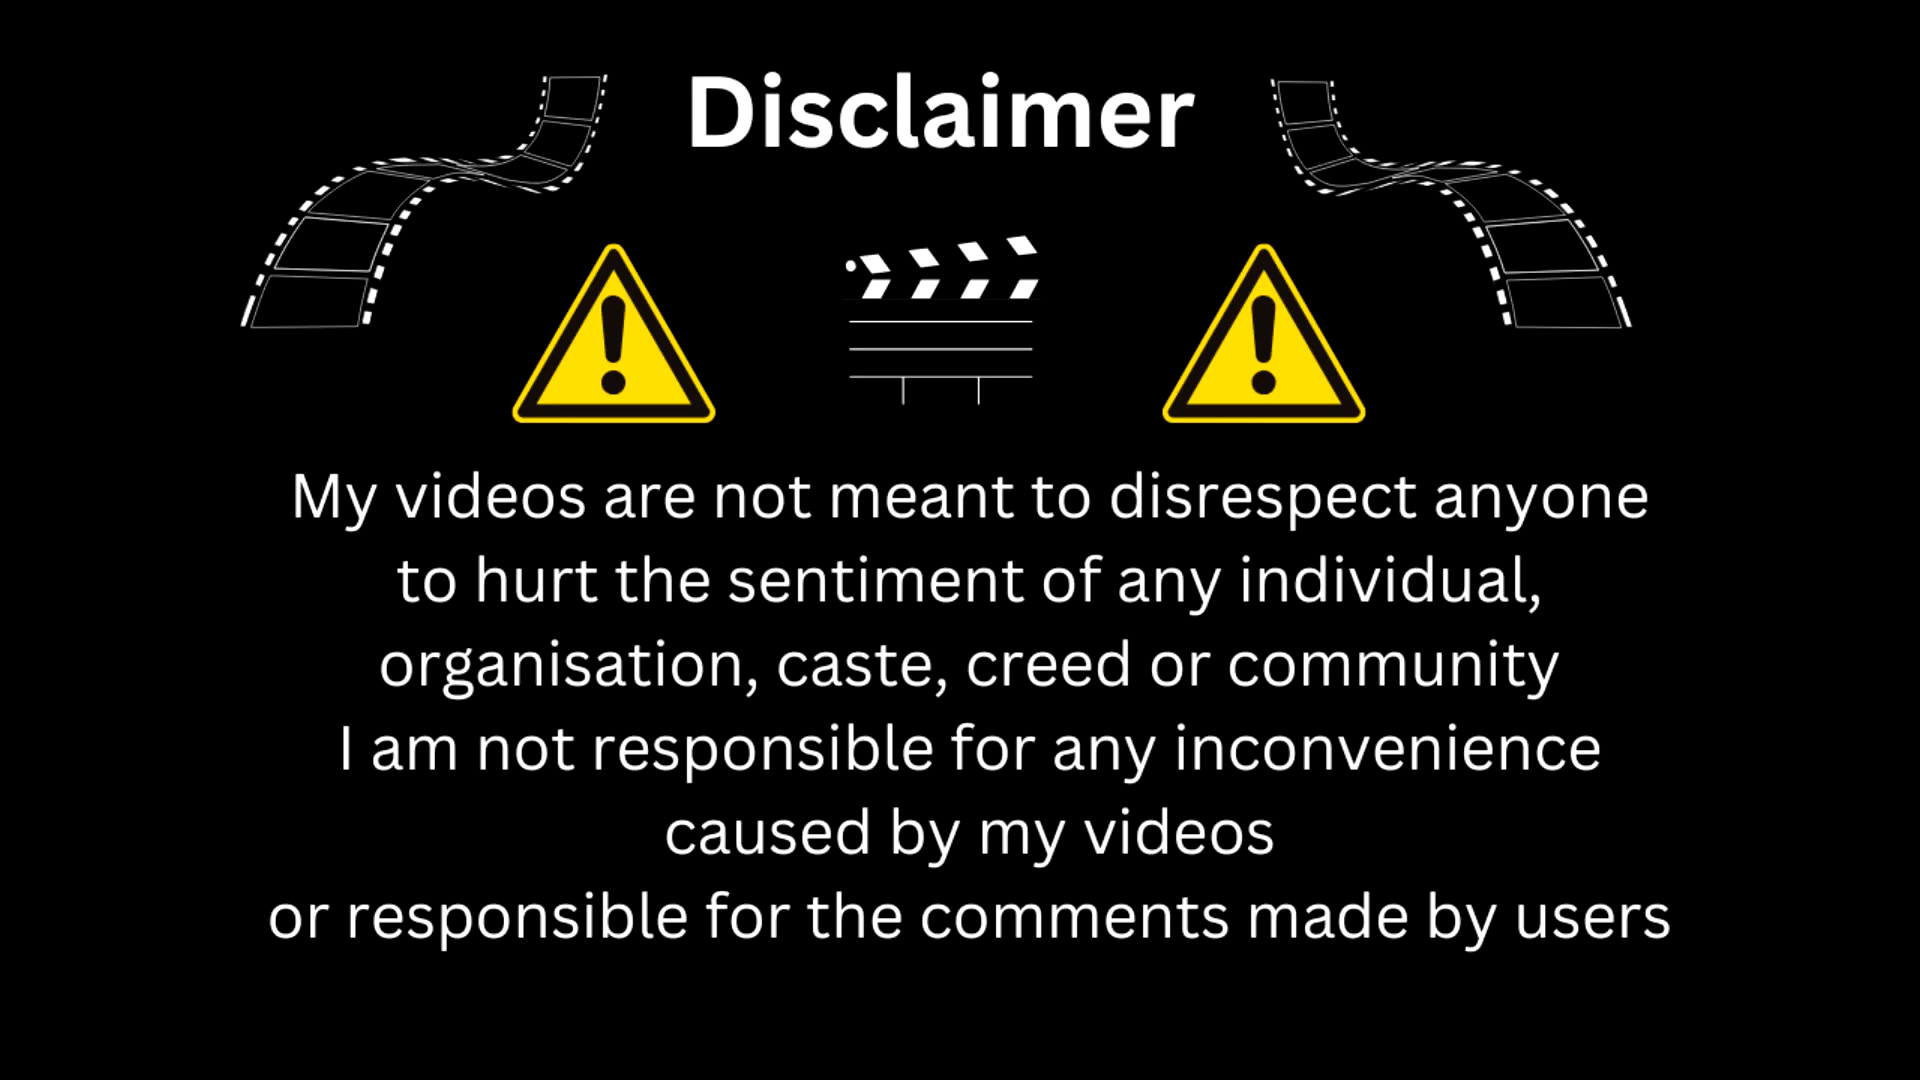 Disclaimer
My videos are not meant to disrespect anyone
to hurt the sentiment of any individual,
organisation, caste, creed or community
I am not responsible for any inconvenience
caused by my videos
or responsible for the comments made by users